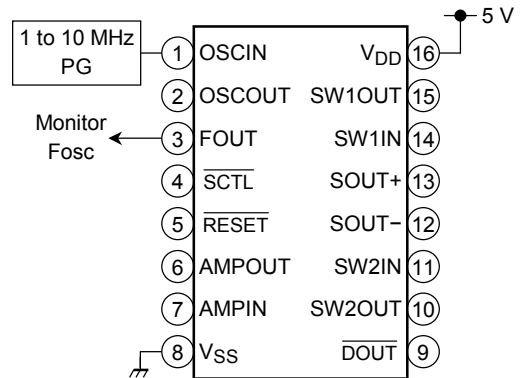 1 to 10 MHz
PG
Monitor
Fosc
1 OSCIN
2 OSCOUT
3 FOUT
4 SCTL
5 RESET
6 AMPOUT
7 AMPIN
8 VSS
5 V
VDD 16
SW1OUT 15
SW1IN 14
SOUT+ 13
SOUT− 12
SW2IN 11
SW2OUT 10
DOUT 9